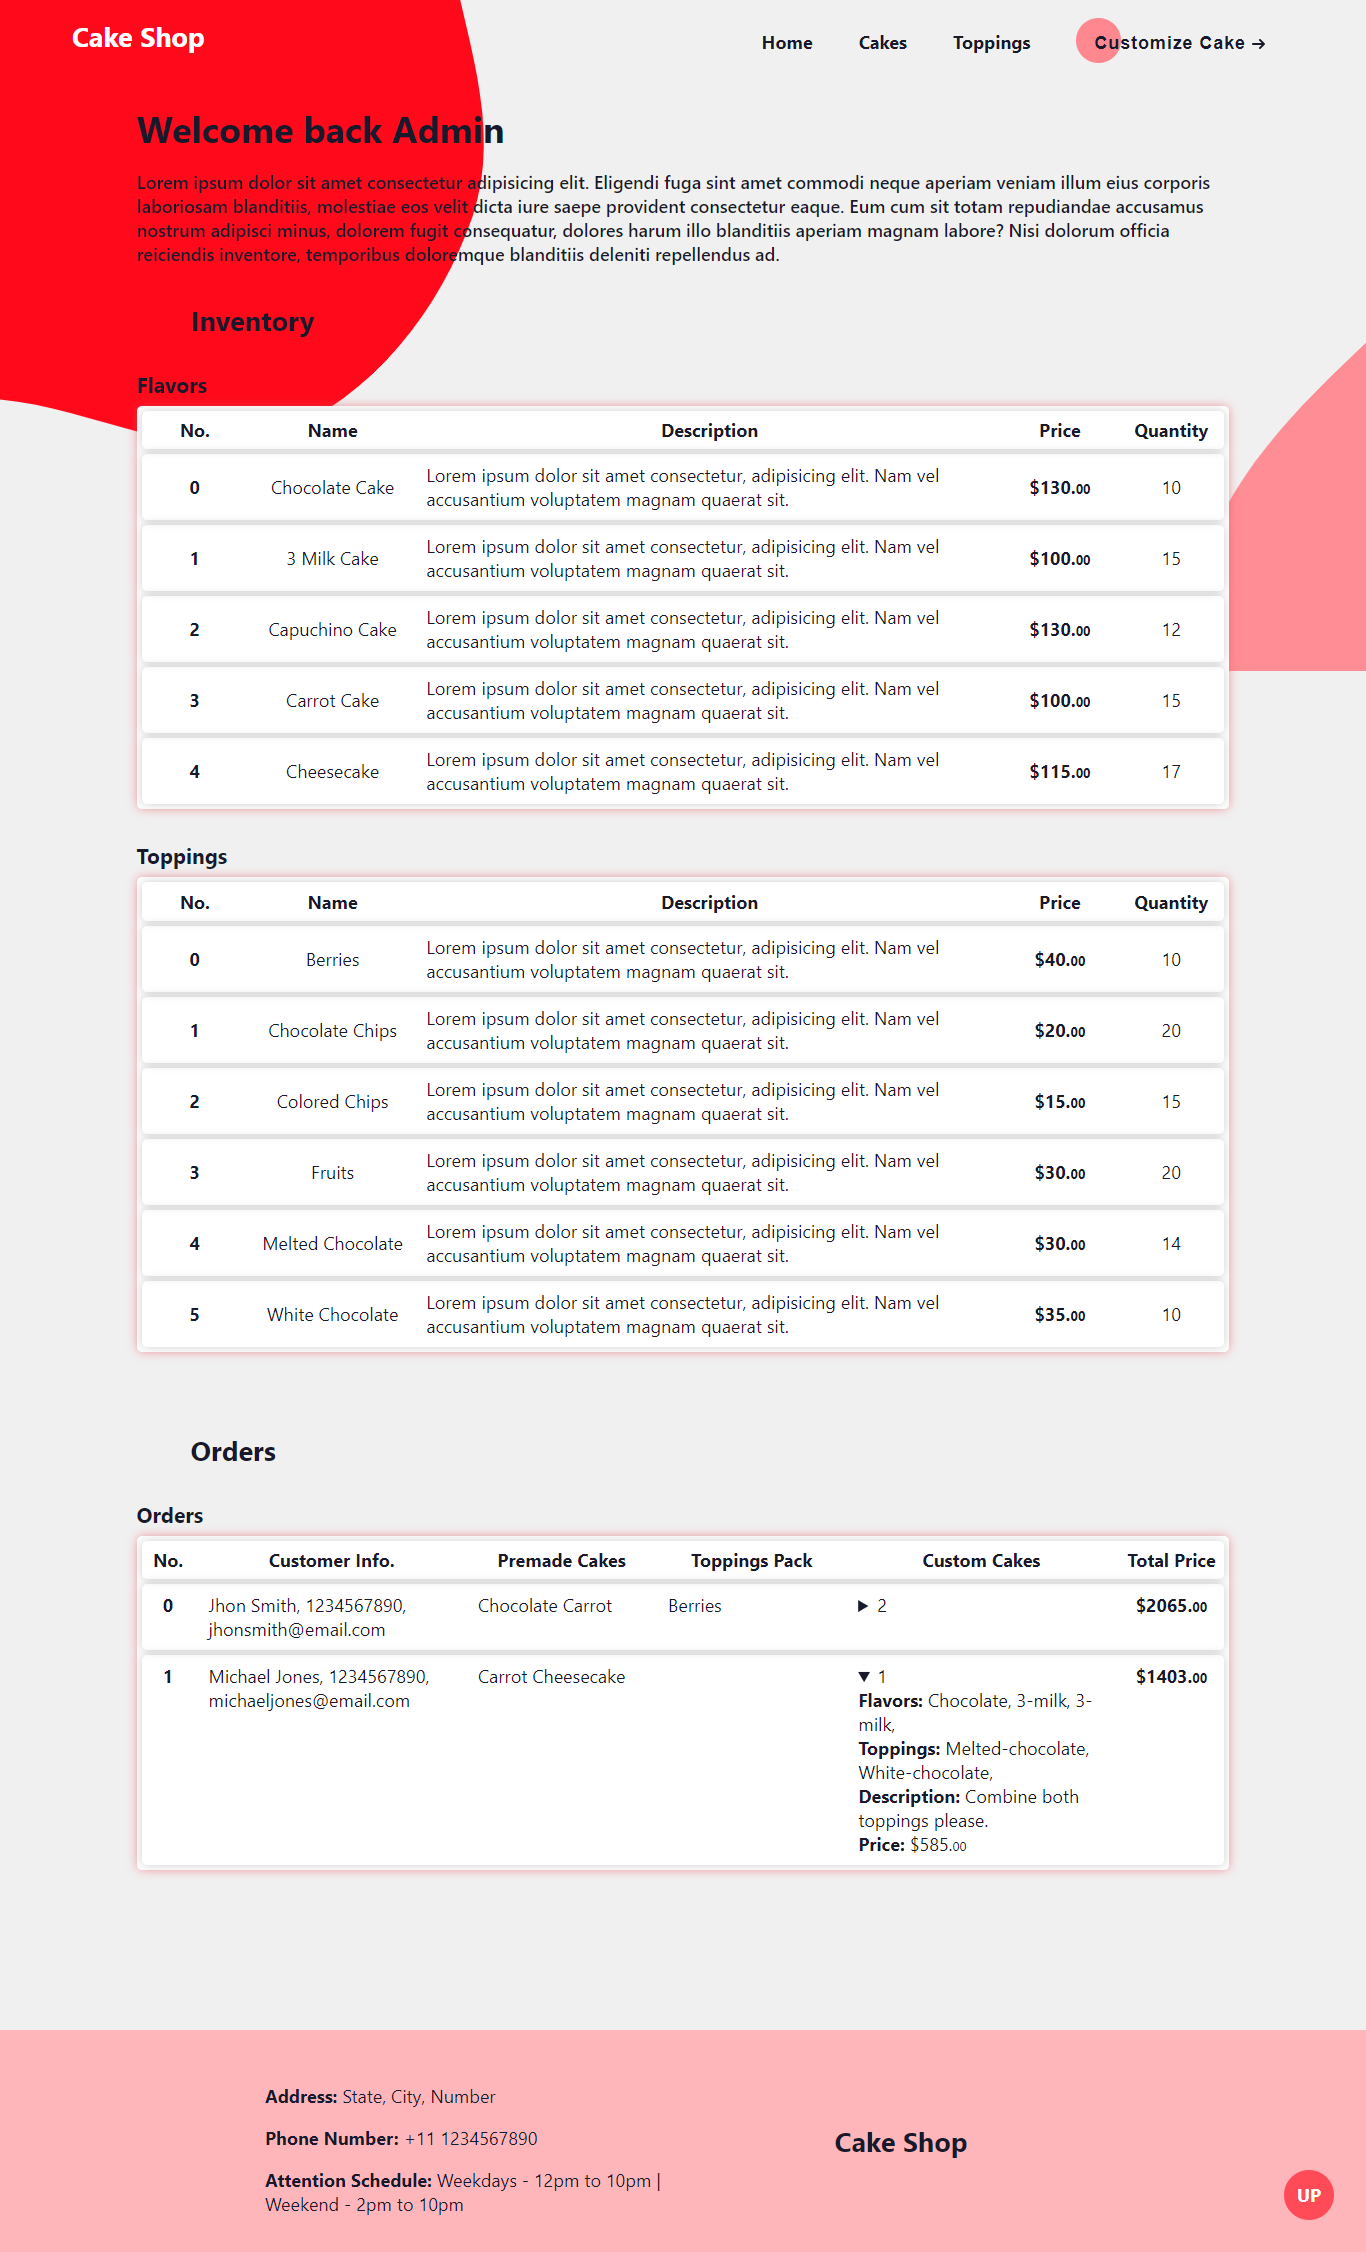 Cake Shop
Home Cakes Toppings Customize Cake →
Welcome back Admin
Lorem ipsum dolor sit amet consectetur adipisicing elit. Eligendi fuga sint amet commodi neque aperiam veniam illum eius corporis
laboriosam blanditiis, molestiae eos velit dicta iure saepe provident consectetur eaque. Eum cum sit totam repudiandae accusamus
nostrum adipisci minus, dolorem fugit consequatur, dolores harum illo blanditiis aperiam magnam labore? Nisi dolorum officia
reiciendis inventore, temporibus doloremque blanditiis deleniti repellendus ad.
Inventory
Flavors
No. Name Description Price Quantity
0 Chocolate Cake Lorem ipsum dolor sit amet consectetur, adipisicing elit. Nam vel
accusantium voluptatem magnam quaerat sit. $130.00 10
1 3 Milk Cake Lorem ipsum dolor sit amet consectetur, adipisicing elit. Nam vel
accusantium voluptatem magnam quaerat sit. $100.00 15
2 Capuchino Cake Lorem ipsum dolor sit amet consectetur, adipisicing elit. Nam vel
accusantium voluptatem magnam quaerat sit. $130.00 12
3 Carrot Cake Lorem ipsum dolor sit amet consectetur, adipisicing elit. Nam vel
accusantium voluptatem magnam quaerat sit. $100.00 15
4 Cheesecake Lorem ipsum dolor sit amet consectetur, adipisicing elit. Nam vel
accusantium voluptatem magnam quaerat sit. $115.00 17
Toppings
No. Name Description Price Quantity
0 Berries Lorem ipsum dolor sit amet consectetur, adipisicing elit. Nam vel
accusantium voluptatem magnam quaerat sit. $40.00 10
1 Chocolate Chips Lorem ipsum dolor sit amet consectetur, adipisicing elit. Nam vel
accusantium voluptatem magnam quaerat sit. $20.00 20
2 Colored Chips Lorem ipsum dolor sit amet consectetur, adipisicing elit. Nam vel
accusantium voluptatem magnam quaerat sit. $15.00 15
3 Fruits Lorem ipsum dolor sit amet consectetur, adipisicing elit. Nam vel
accusantium voluptatem magnam quaerat sit. $30.00 20
4 Melted Chocolate Lorem ipsum dolor sit amet consectetur, adipisicing elit. Nam vel
accusantium voluptatem magnam quaerat sit. $30.00 14
5 White Chocolate Lorem ipsum dolor sit amet consectetur, adipisicing elit. Nam vel
accusantium voluptatem magnam quaerat sit. $35.00 10
Orders
Orders
No. Customer Info. Premade Cakes Toppings Pack Custom Cakes Total Price
0 Jhon Smith, 1234567890, Chocolate Carrot Berries ▶ 2 $2065.00
jhonsmith@email.com
1 Michael Jones, 1234567890, Carrot Cheesecake ▼ 1 $1403.00
michaeljones@email.com Flavors: Chocolate, 3-milk, 3-
milk,
Toppings: Melted-chocolate,
White-chocolate,
Description: Combine both
toppings please.
Price: $585.00
Address: State, City, Number
Phone Number: +11 1234567890
Attention Schedule: Weekdays - 12pm to 10pm |
Weekend - 2pm to 10pm
Cake Shop
UP